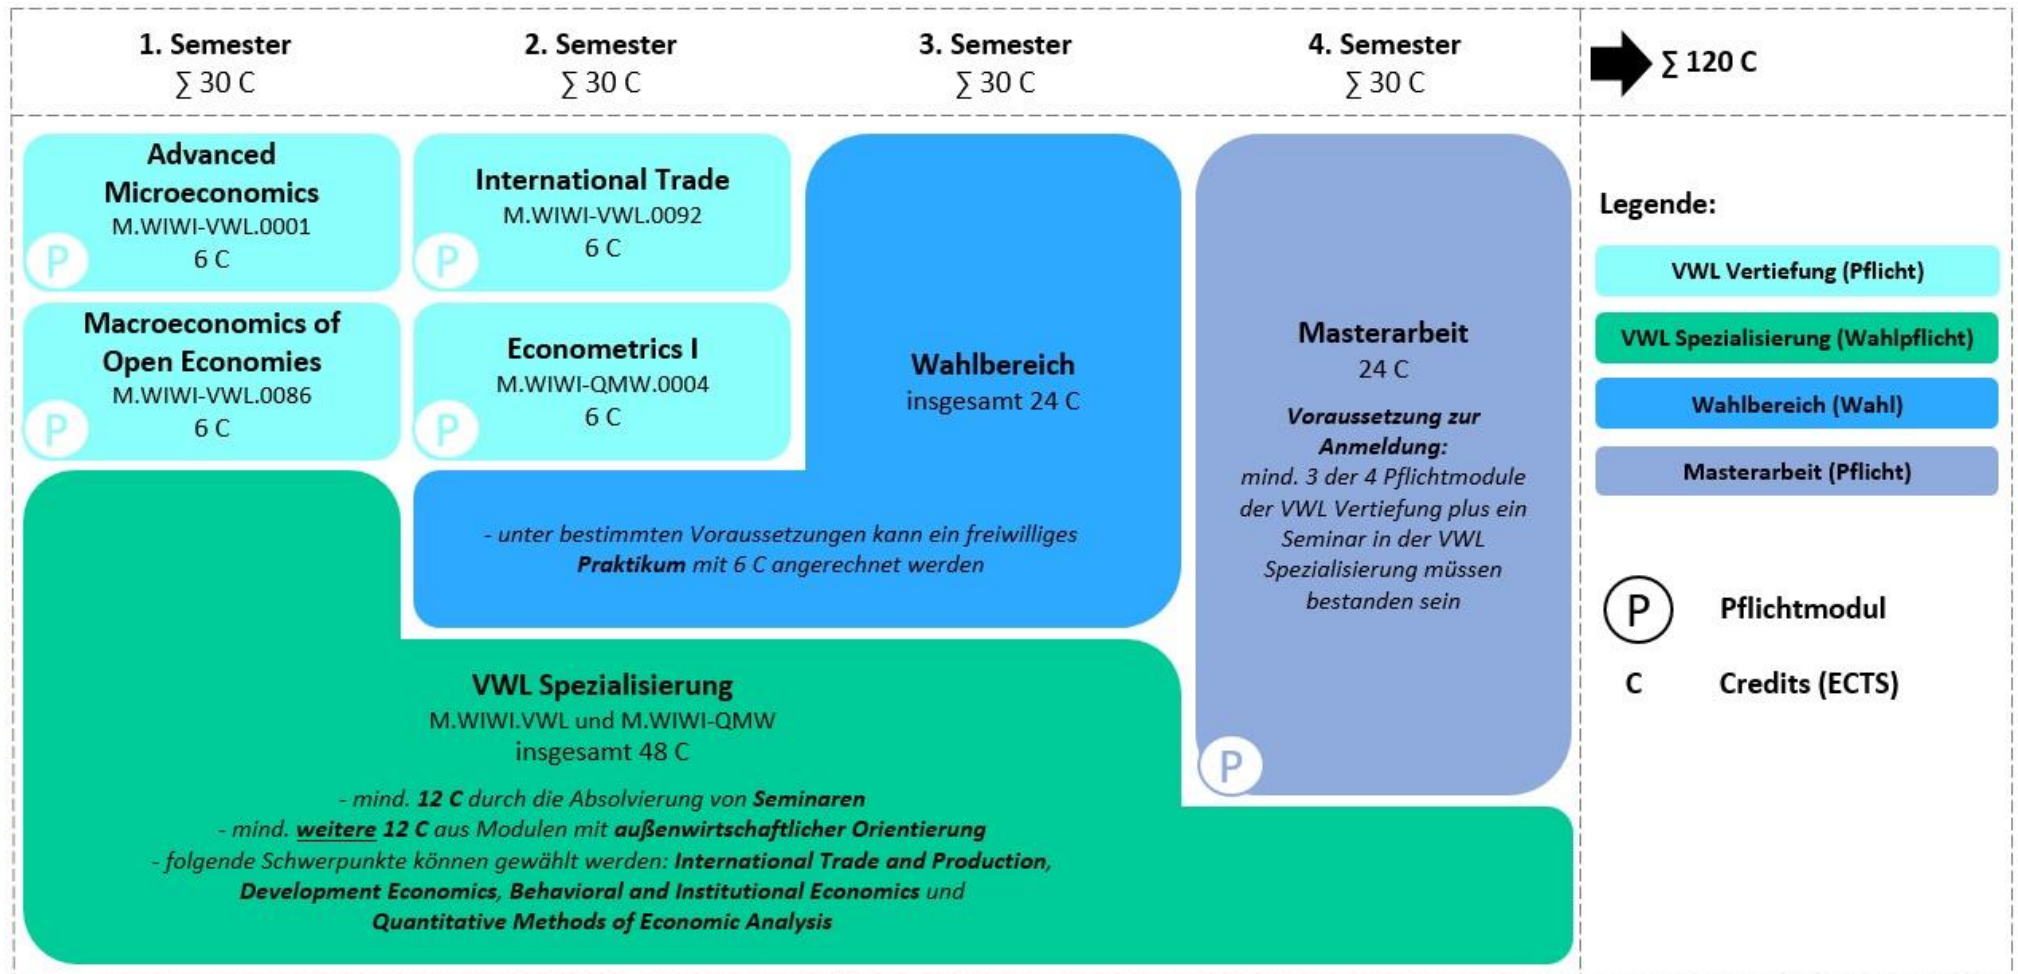 1. Semester
∑ 30 C
2. Semester
∑ 30 C
3. Semester
∑ 30 C
4. Semester
∑ 30 C
∑ 120 C
Advanced
Microeconomics
M.WIWI-VWL.0001
6 C
P
International Trade
M.WIWI-VWL.0092
6 C
P
Macroeconomics of
Open Economies
M.WIWI-VWL.0086
6 C
P
Econometrics I
M.WIWI-QMW.0004
6 C
P
Wahlbereich
insgesamt 24 C
- unter bestimmten Voraussetzungen kann ein freiwilliges
Praktikum mit 6 C angerechnet werden
Masterarbeit
24 C
Voraussetzung zur
Anmeldung:
mind. 3 der 4 Pflichtmodule
der VWL Vertiefung plus ein
Seminar in der VWL
Spezialisierung müssen
bestanden sein
P
VWL Spezialisierung
M.WIWI.VWL und M.WIWI-QMW
insgesamt 48 C
- mind. 12 C durch die Absolvierung von Seminaren
- mind. weitere 12 C aus Modulen mit außenwirtschaftlicher Orientierung
- folgende Schwerpunkte können gewählt werden: International Trade and Production,
Development Economics, Behavioral and Institutional Economics und
Quantitative Methods of Economic Analysis
Legende:
VWL Vertiefung (Pflicht)
VWL Spezialisierung (Wahlpflicht)
Wahlbereich (Wahl)
Masterarbeit (Pflicht)
P Pflichtmodul
C Credits (ECTS)